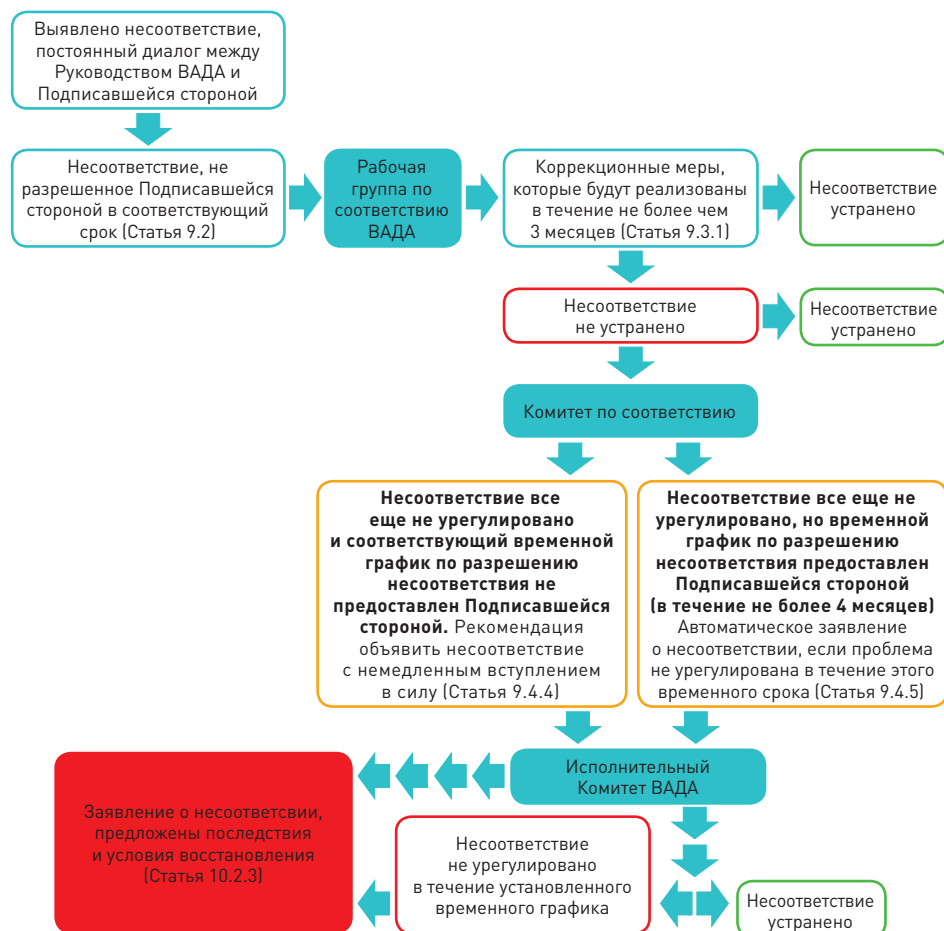 Выявлено несоответствие,
постоянный диалог между
Руководством ВАДА и
Подписавшейся стороной
Несоответствие, не
разрешенное Подписавшейся
стороной в соответствующий
срок (Статья 9.2)
Рабочая
группа по
соответствию
ВАДА
Коррекционные меры,
которые будут реализованы
в течение не более чем
3 месяцев (Статья 9.3.1)
Несоответствие
устранено
Несоответствие
не устранено
Несоответствие
устранено
Комитет по соответствию
Несоответствие все
еще не урегулировано
и соответствующий временной
график по разрешению
несоответствия не
предоставлен Подписавшейся
стороной. Рекомендация
объявить несоответствие
с немедленным вступлением
в силу (Статья 9.4.4)
Несоответствие все еще не
урегулировано, но временной
график по разрешению
несоответствия предоставлен
Подписавшейся стороной
(в течение не более 4 месяцев)
Автоматическое заявление
о несоответствии, если проблема
не урегулирована в течение этого
временного срока (Статья 9.4.5)
Исполнительный
Комитет ВАДА
Заявление о несоответсвии,
предложены последствия
и условия восстановления
(Статья 10.2.3)
Несоответствие
не урегулировано
в течение установленного
временного графика
Несоответствие
устранено